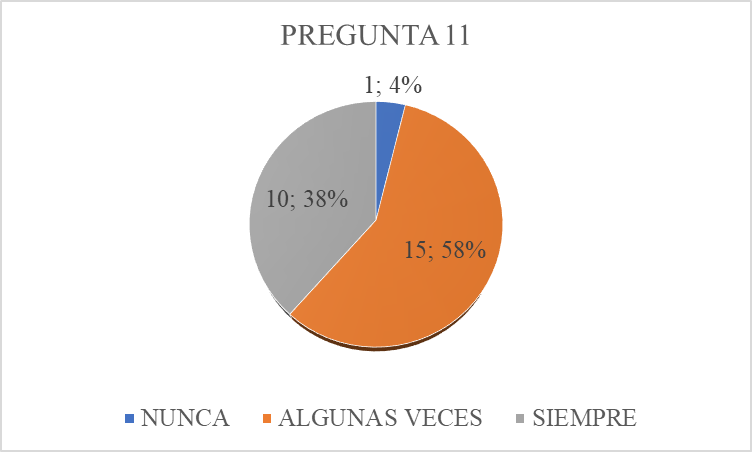 PREGUNTA 11
1; 4%
10; 38%
15; 58%
NUNCA
ALGUNAS VECES
SIEMPRE